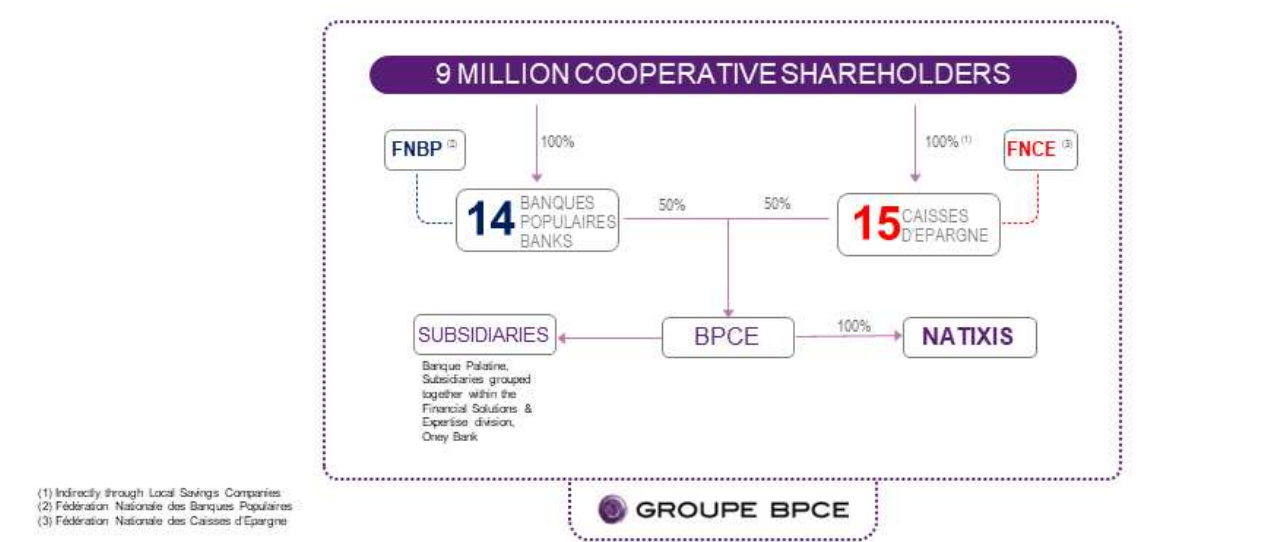 9 MILLION COOPERATIVE SHAREHOLDERS
100%
100% (1)
FNBP (2)
FNCE (3)
14 BANQUES
POPULAIRES
BANKS
50%
50%
15 CAISSES
D'EPARGNE
SUBSIDIARIES
BPCE
100%
NATIXIS
Banque Palatine,
Subsidiaries grouped
together within the
Financial Solutions &
Expertise division,
Oney Bank
(1) Indirectly through Local Savings Companies
(2) Fédération Nationale des Banques Populaires
(3) Fédération Nationale des Caisses d'Epargne
GROUPE BPCE